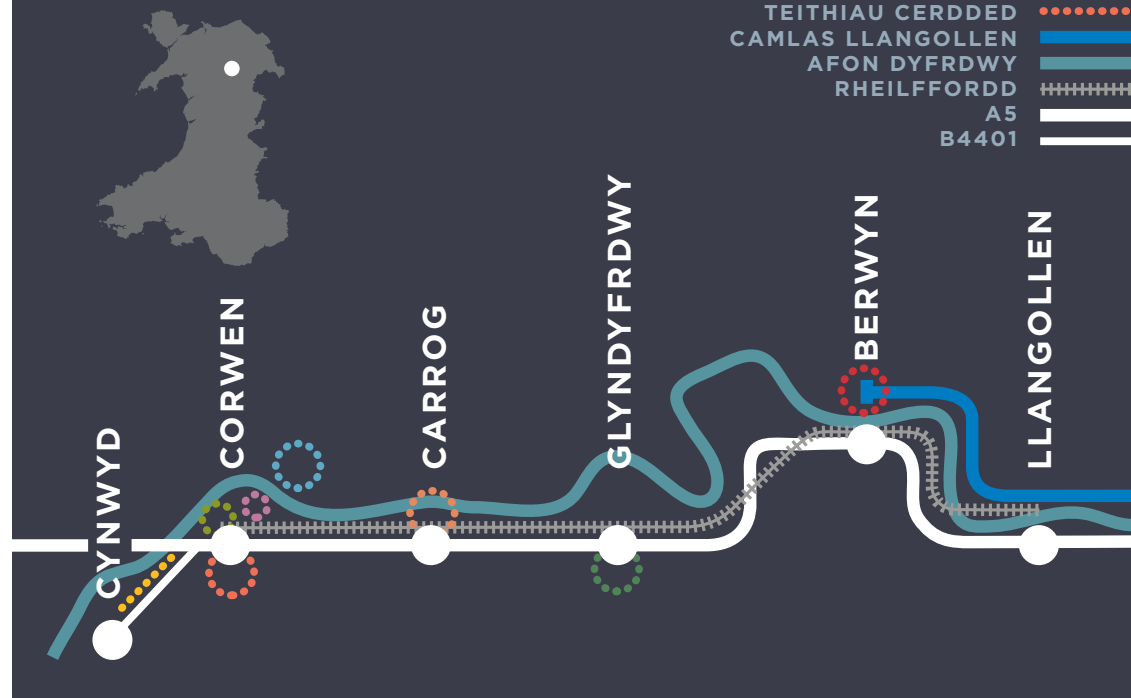 TEITHIAU CERDDED
CAMLAS LLANGOLLEN
AFON DYFRDWY
RHEILFFORDD
A5
B4401
CYNWYD
CORWEN
CARROG
GLYNDYFRDWY
BERWYN
LLANGOLLEN